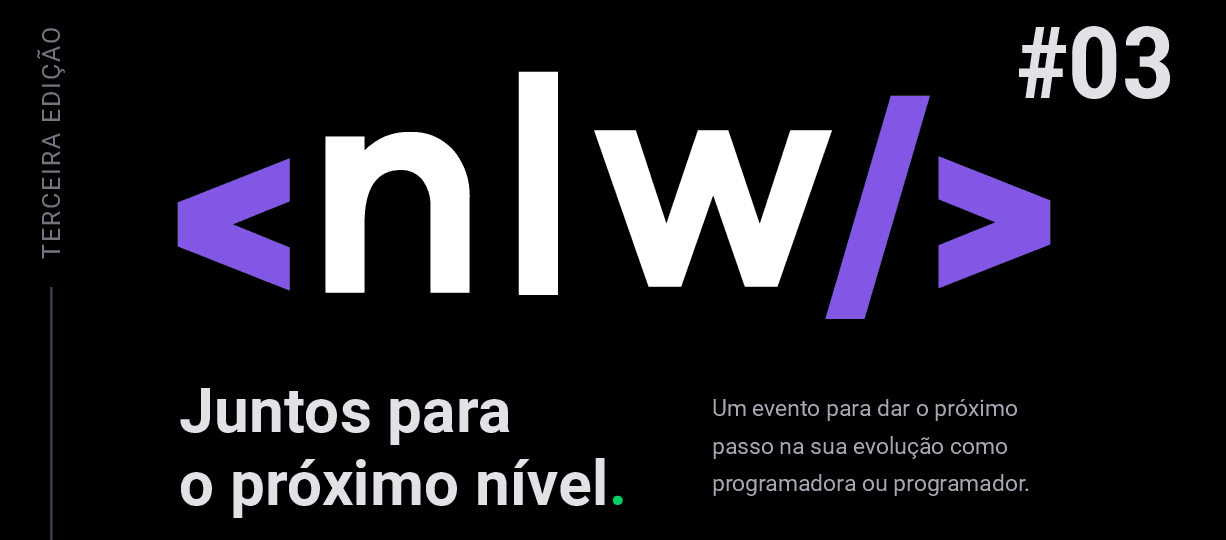 TERCEIRA EDIÇÃO
#03
<nlw/>
Juntos para
o próximo nível.
Um evento para dar o próximo
passo na sua evolução como
programadora ou programador.